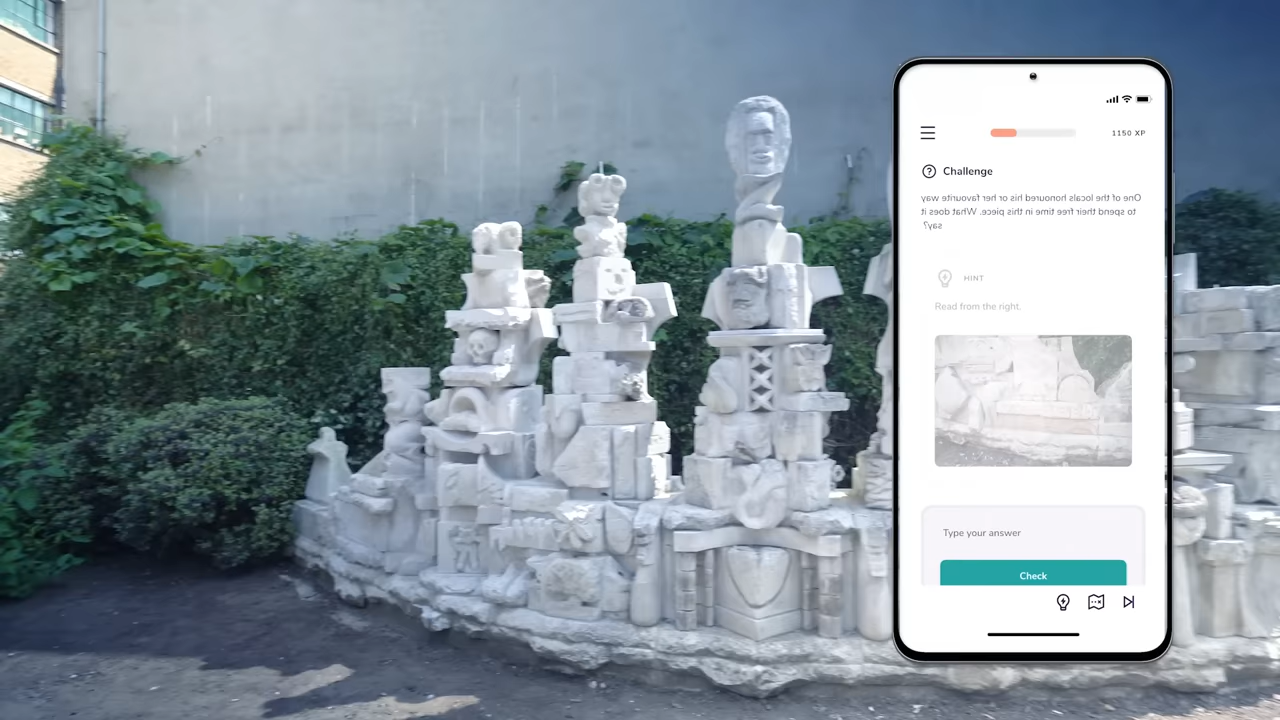 1150 XP
Challenge
One of the locals honoured his or her favourite way
to spend their free time in this piece. What does it
say?
HINT
Read from the right.
Type your answer
Check